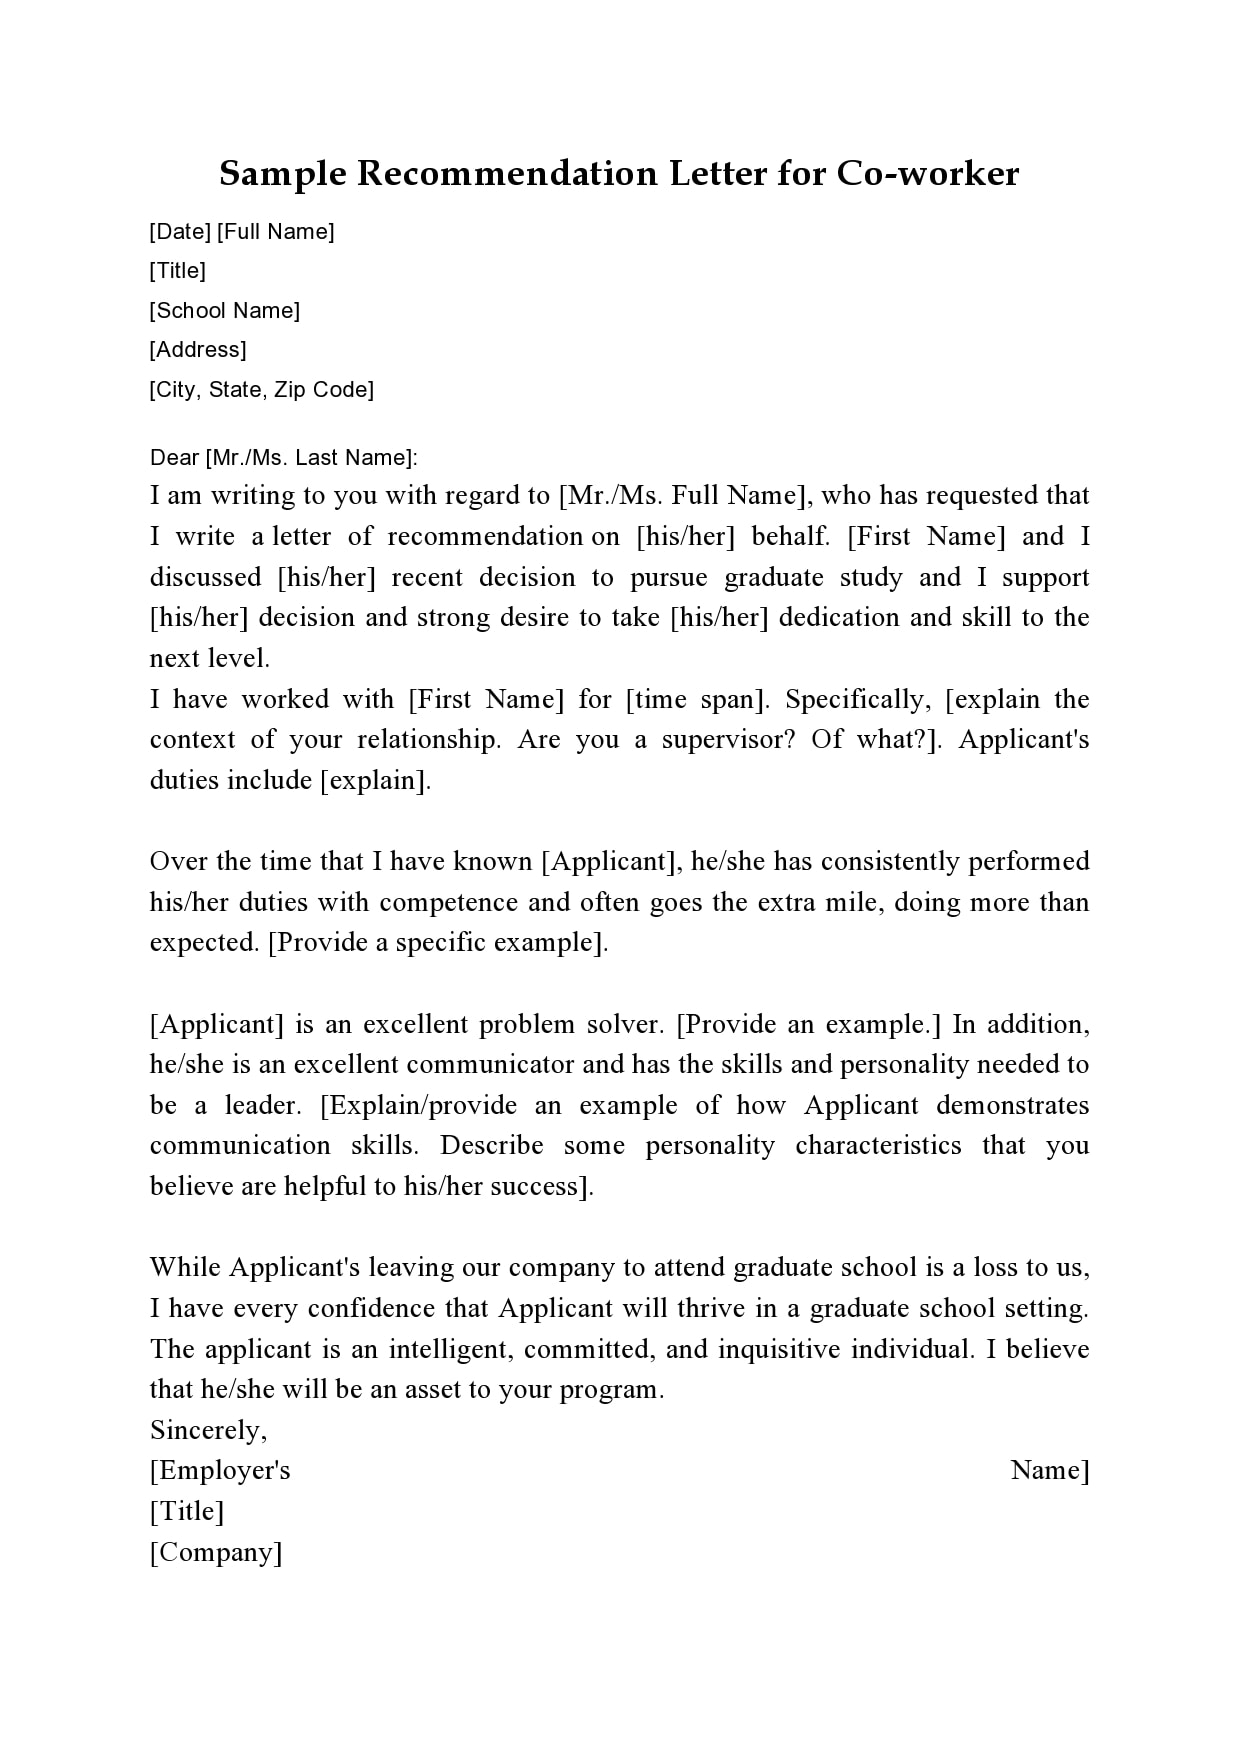 Sample Recommendation Letter for Co-worker
[Date] [Full Name]
[Title]
[School Name]
[Address]
[City, State, Zip Code]
Dear [Mr./Ms. Last Name]:
I am writing to you with regard to [Mr./Ms. Full Name], who has requested that
I write a letter of recommendation on [his/her] behalf. [First Name] and I
discussed [his/her] recent decision to pursue graduate study and I support
[his/her] decision and strong desire to take [his/her] dedication and skill to the
next level.
I have worked with [First Name] for [time span]. Specifically, [explain the
context of your relationship. Are you a supervisor? Of what?]. Applicant's
duties include [explain].
Over the time that I have known [Applicant], he/she has consistently performed
his/her duties with competence and often goes the extra mile, doing more than
expected. [Provide a specific example].
[Applicant] is an excellent problem solver. [Provide an example.] In addition,
he/she is an excellent communicator and has the skills and personality needed to
be a leader. [Explain/provide an example of how Applicant demonstrates
communication skills. Describe some personality characteristics that you
believe are helpful to his/her success].
While Applicant's leaving our company to attend graduate school is a loss to us,
I have every confidence that Applicant will thrive in a graduate school setting.
The applicant is an intelligent, committed, and inquisitive individual. I believe
that he/she will be an asset to your program.
Sincerely,
[Employer's Name]
[Title]
[Company]